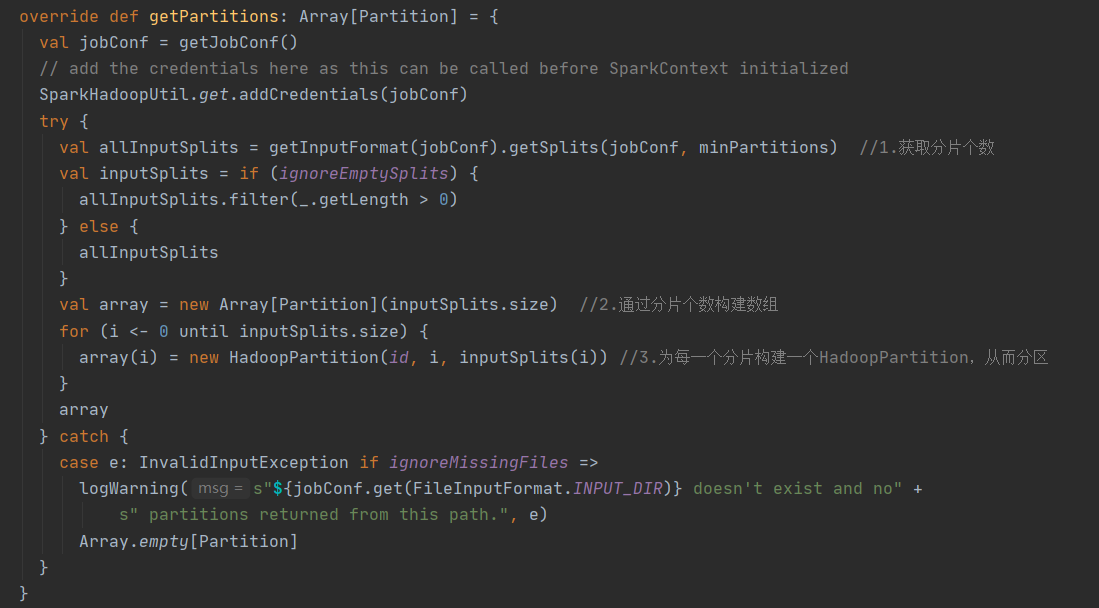 override def getPartitions: Array[Partition] = {
  val jobConf = getJobConf()
  // add the credentials here as this can be called before SparkContext initialized
  SparkHadoopUtil.get.addCredentials(jobConf)
  try {
    val allInputSplits = getInputFormat(jobConf).getSplits(jobConf, minPartitions)  //1.获取分片个数
    val inputSplits = if (ignoreEmptySplits) {
      allInputSplits.filter(_.getLength > 0)
    } else {
      allInputSplits
    }
    val array = new Array[Partition](inputSplits.size)  //2.通过分片个数构建数组
    for (i <- 0 until inputSplits.size) {
      array(i) = new HadoopPartition(id, i, inputSplits(i)) //3.为每一个分片构建一个HadoopPartition，从而分区
    }
    array
  } catch {
    case e: InvalidInputException if ignoreMissingFiles =>
      logWarning( msg = s"${jobConf.get(FileInputFormat.INPUT_DIR)} doesn't exist and no" +
          s" partitions returned from this path.", e)
      Array.empty[Partition]
  }
}